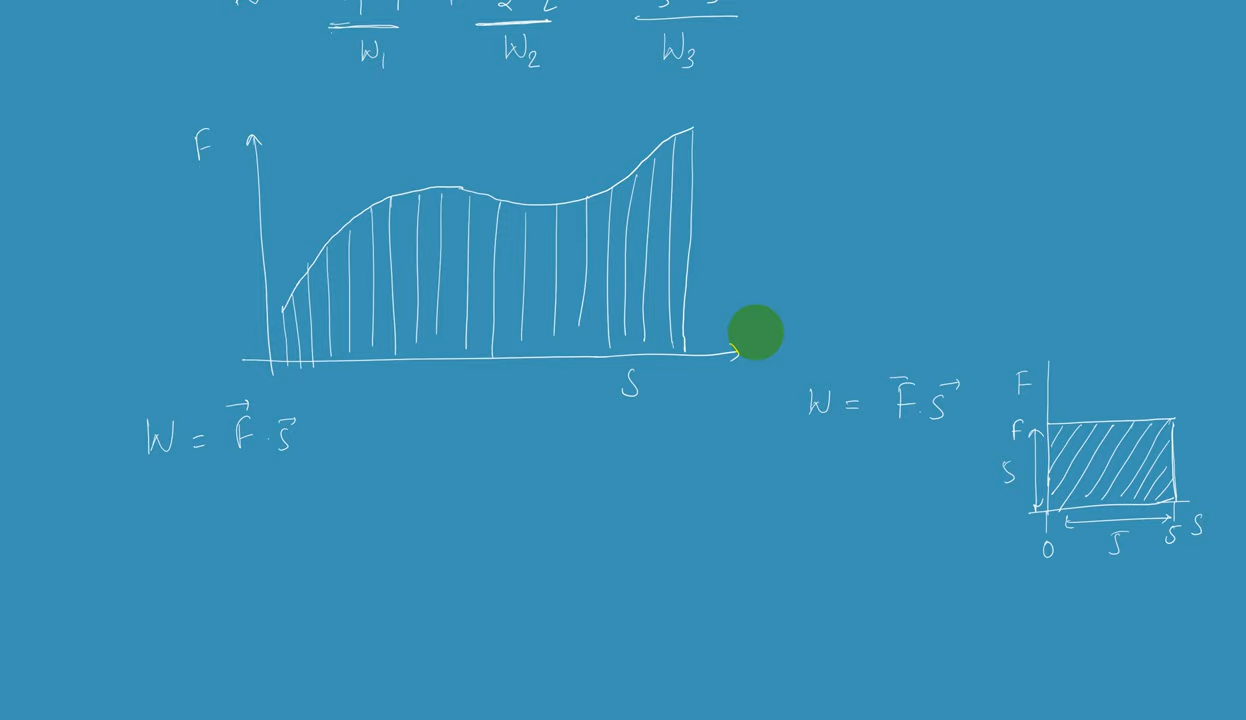 W₁ W₂ W₃
F
S
W = F⃗ . s⃗
W = F⃗ . s⃗
F
F
S
S S
0 S